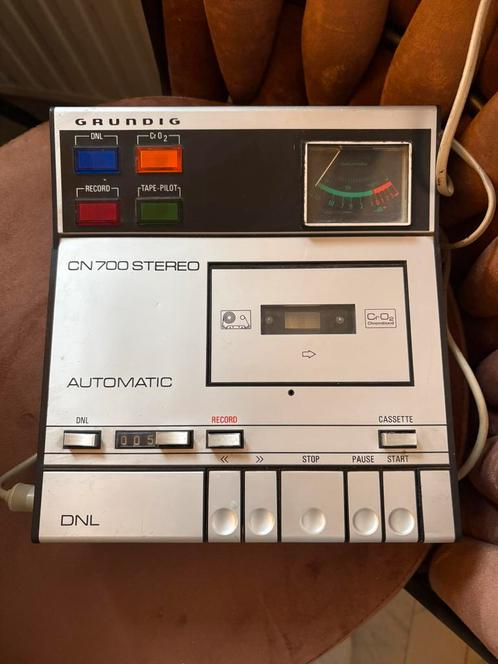 GRUNDIG
DNL
CrO2
RECORD
TAPE-PILOT
CN 700 STEREO
CrO2
Chromdioxid
AUTOMATIC
DNL
005
RECORD
CASSETTE
<< >> STOP PAUSE START
DNL